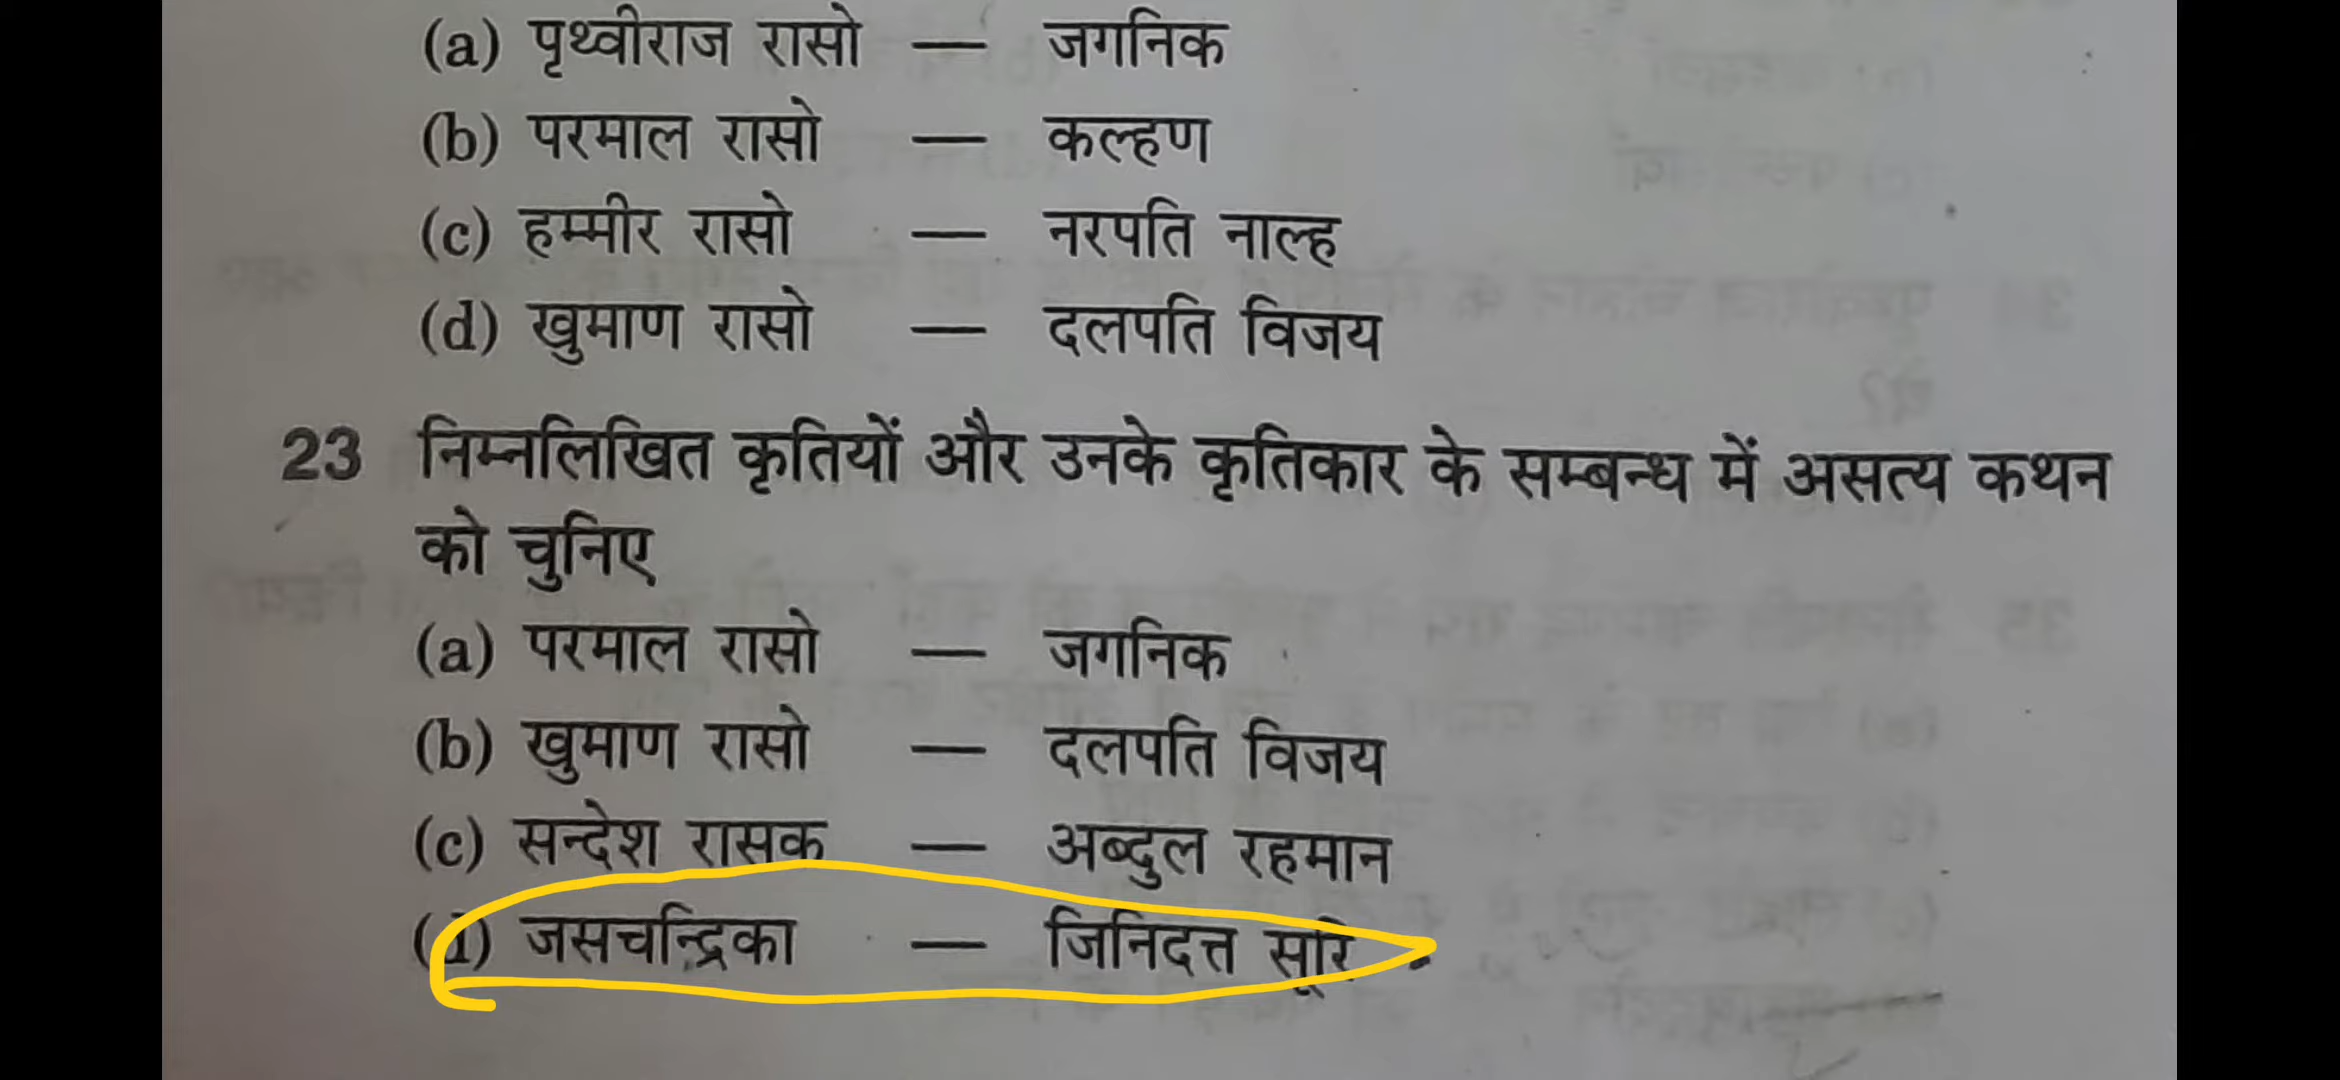 (a) पृथ्वीराज रासो — जगनिक
(b) परमाल रासो — कल्हण
(c) हम्मीर रासो — नरपति नाल्ह
(d) खुमाण रासो — दलपति विजय
23 निम्नलिखित कृतियों और उनके कृतिकार के सम्बन्ध में असत्य कथन
को चुनिए
(a) परमाल रासो — जगनिक
(b) खुमाण रासो — दलपति विजय
(c) सन्देश रासक — अब्दुल रहमान
(d) जसचन्द्रिका — जिनिदत्त सूरि